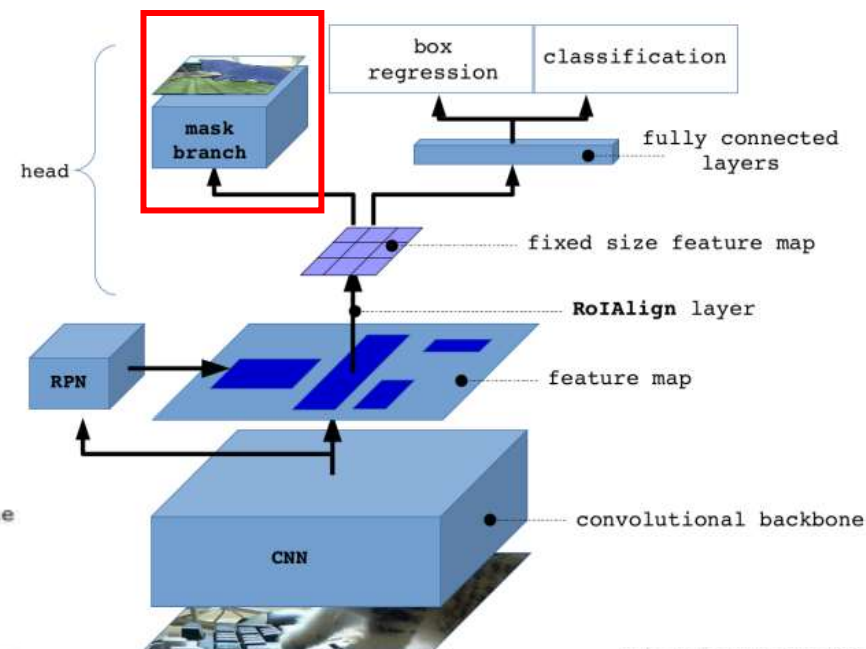 box
regression
classification
mask
branch
fully connected
layers
head
fixed size feature map
RoIAlign layer
RPN
feature map
convolutional backbone
CNN